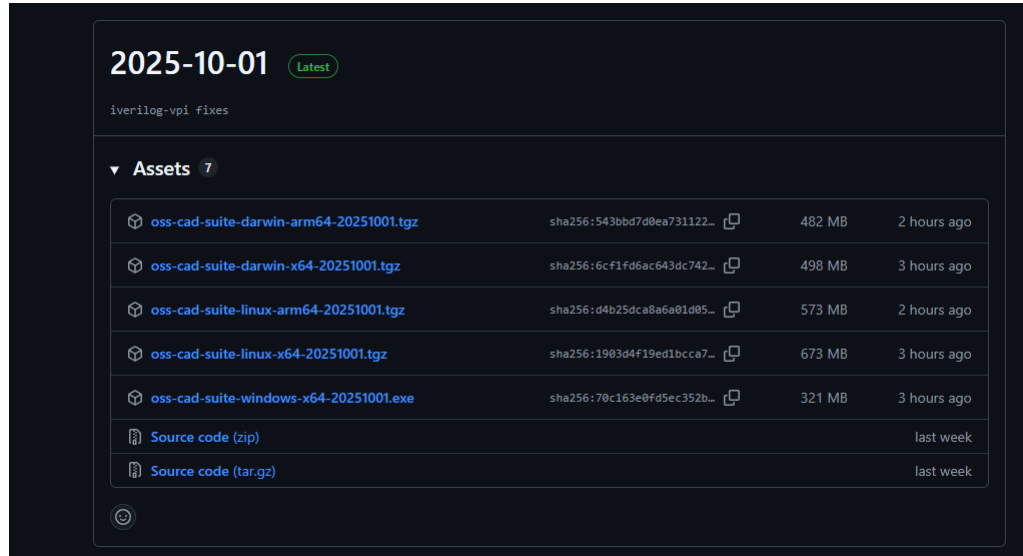 2025-10-01 Latest
iverilog-vpi fixes
Assets 7
oss-cad-suite-darwin-arm64-20251001.tgz sha256:543bbd7d0ea731122… 482 MB 2 hours ago
oss-cad-suite-darwin-x64-20251001.tgz sha256:6cf1fd6ac643dc742… 498 MB 3 hours ago
oss-cad-suite-linux-arm64-20251001.tgz sha256:d4b25dca8a6a01d05… 573 MB 2 hours ago
oss-cad-suite-linux-x64-20251001.tgz sha256:1903d4f19ed1bcca7… 673 MB 3 hours ago
oss-cad-suite-windows-x64-20251001.exe sha256:70c163e0fd5ec352b… 321 MB 3 hours ago
Source code (zip) last week
Source code (tar.gz) last week